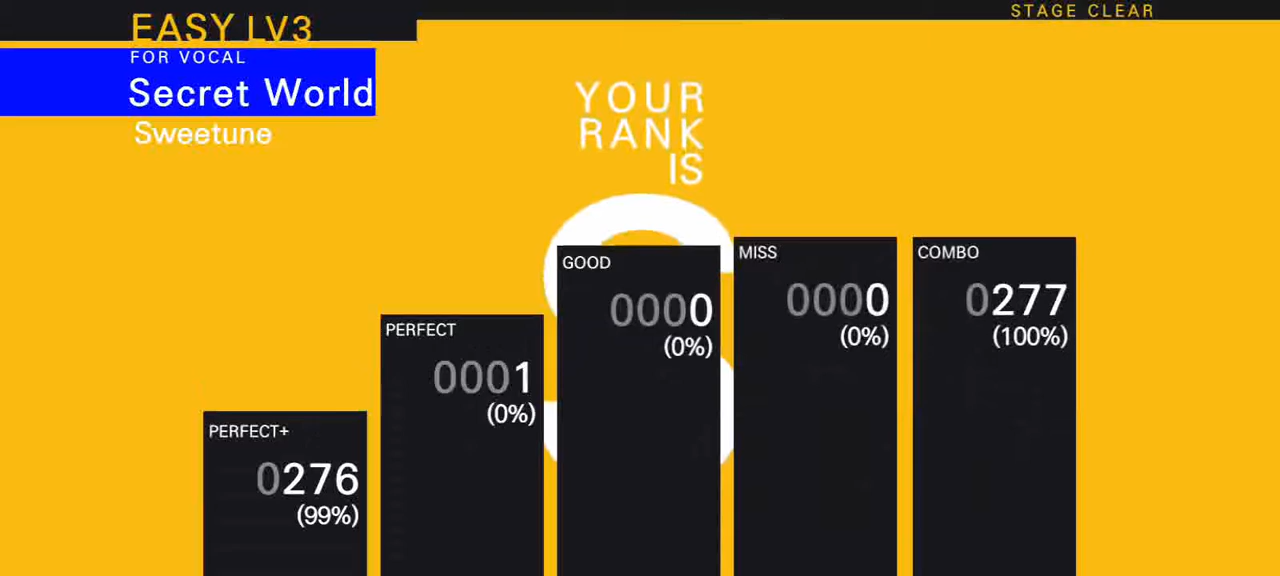 EASY LV3
STAGE CLEAR
FOR VOCAL
Secret World
Sweetune
YOUR
RANK
IS
S
PERFECT+
0276
(99%)
PERFECT
0001
(0%)
GOOD
0000
(0%)
MISS
0000
(0%)
COMBO
0277
(100%)